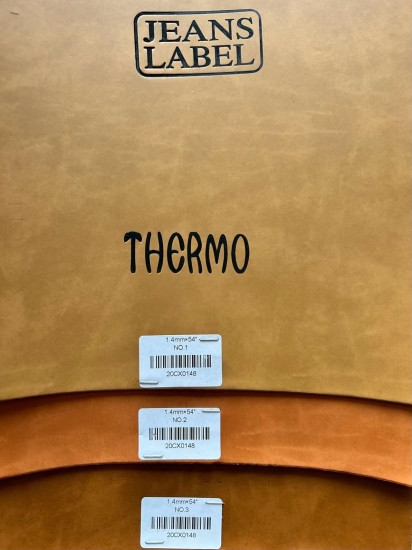 JEANS
LABEL
THERMO
1.4mm×54"
NO.1
20CX0148
1.4mm×54"
NO.2
20CX0148
1.4mm×54"
NO.3
20CX0148